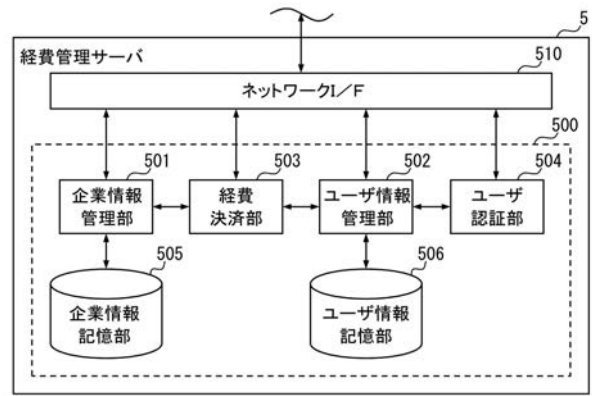 5
経費管理サーバ
510
ネットワークI/F
500
501
503
502
504
企業情報
管理部
経費
決済部
ユーザ情報
管理部
ユーザ
認証部
505
506
企業情報
記憶部
ユーザ情報
記憶部